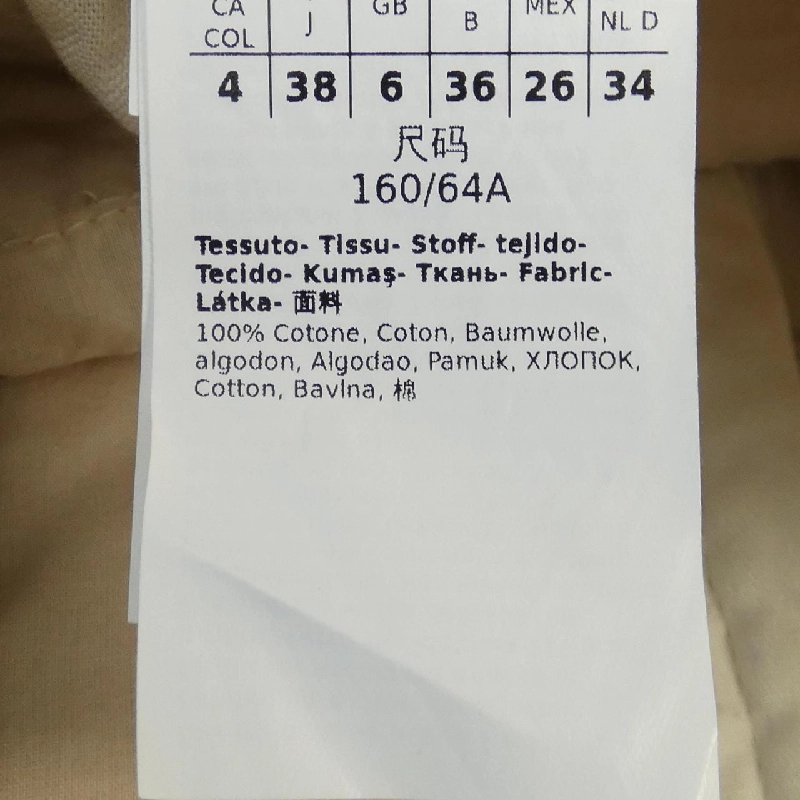 CA GB MEX
COL J B NL D
4 38 6 36 26 34
尺码
160/64A
Tessuto- Tissu- Stoff- tejido-
Tecido- Kumaş- Ткань- Fabric-
Látka- 面料
100% Cotone, Coton, Baumwolle,
algodon, Algodao, Pamuk, ХЛОПОК,
Cotton, Bavlna, 棉